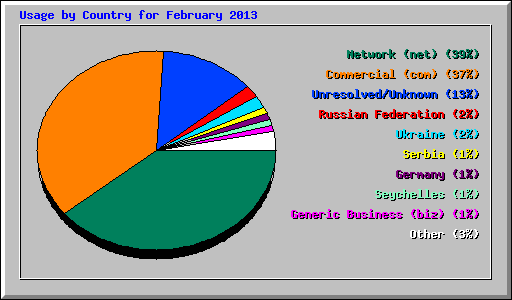 Usage by Country for February 2013
Network (net) (39%)
Commercial (com) (37%)
Unresolved/Unknown (13%)
Russian Federation (2%)
Ukraine (2%)
Serbia (1%)
Germany (1%)
Seychelles (1%)
Generic Business (biz) (1%)
Other (3%)